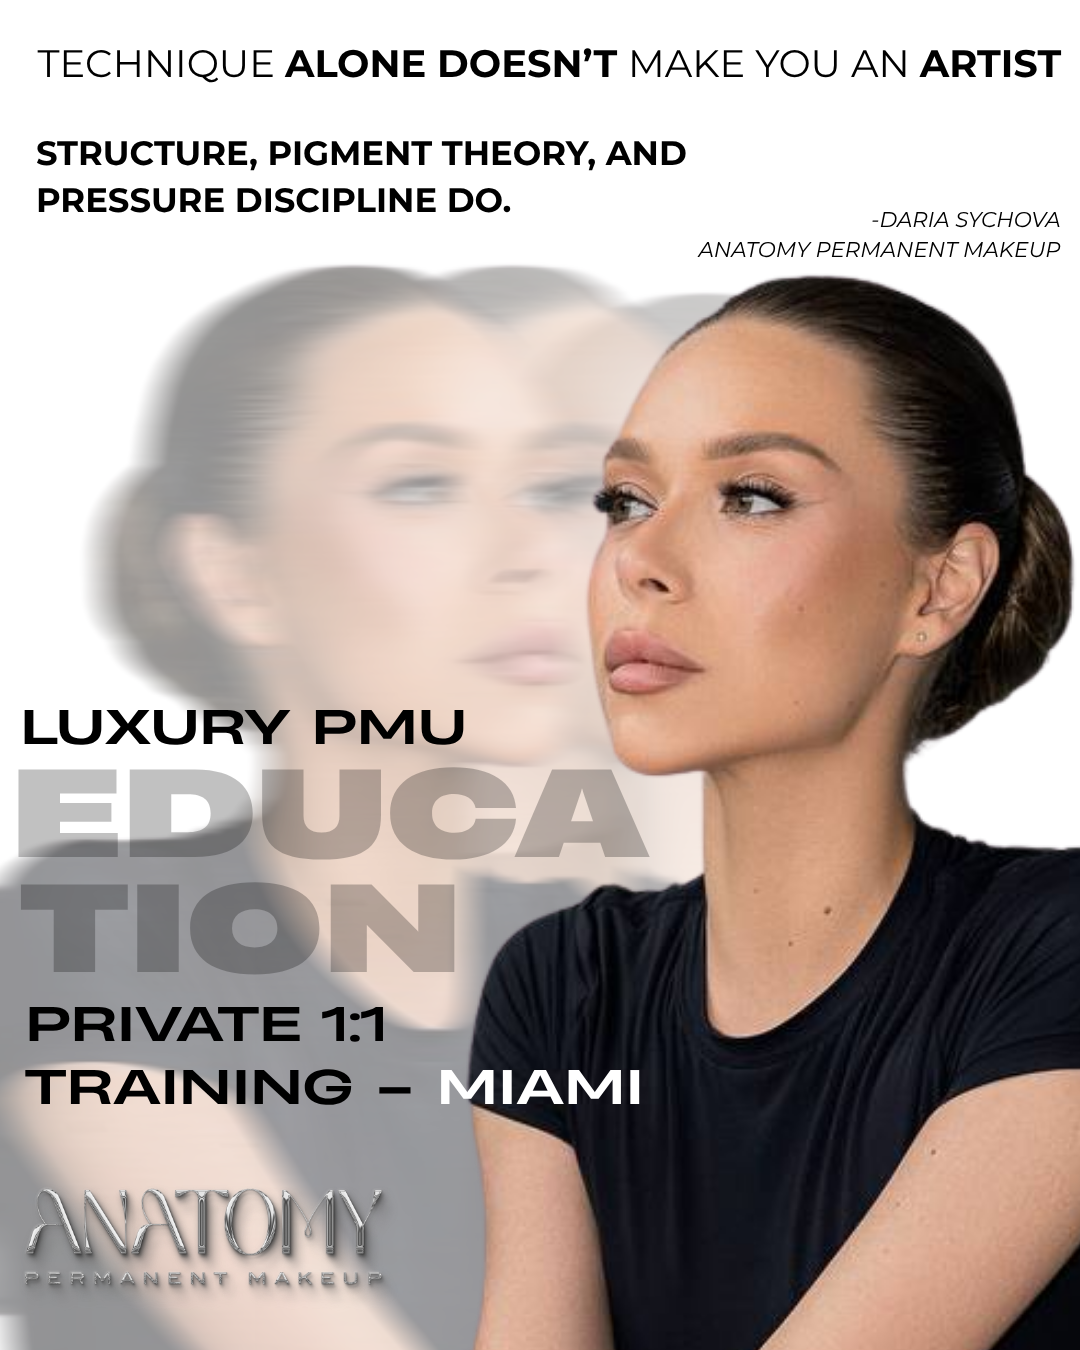 TECHNIQUE ALONE DOESN’T MAKE YOU AN ARTIST
STRUCTURE, PIGMENT THEORY, AND
PRESSURE DISCIPLINE DO.
-DARIA SYCHOVA
ANATOMY PERMANENT MAKEUP
LUXURY PMU
EDUCA
TION
PRIVATE 1:1
TRAINING – MIAMI
ANATOMY
PERMANENT MAKEUP